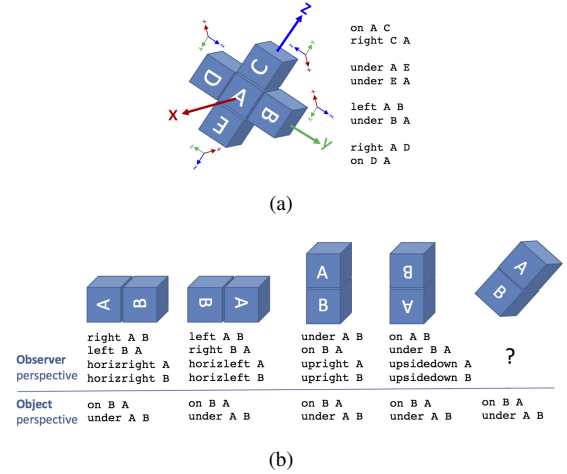 Z
C
D
A
X
B
E
y
on A C
right C A
under A E
under E A
left A B
under B A
right A D
on D A
(a)
A B
B A
A
B
B
A
A
B
right A B
left B A
horizright A
horizright B
left A B
right B A
horizleft A
horizleft B
under A B
on B A
upright A
upright B
on A B
under B A
upsidedown A
upsidedown B
?
Observer
perspective
Object
perspective
on B A
under A B
on B A
under A B
on B A
under A B
on B A
under A B
on B A
under A B
(b)